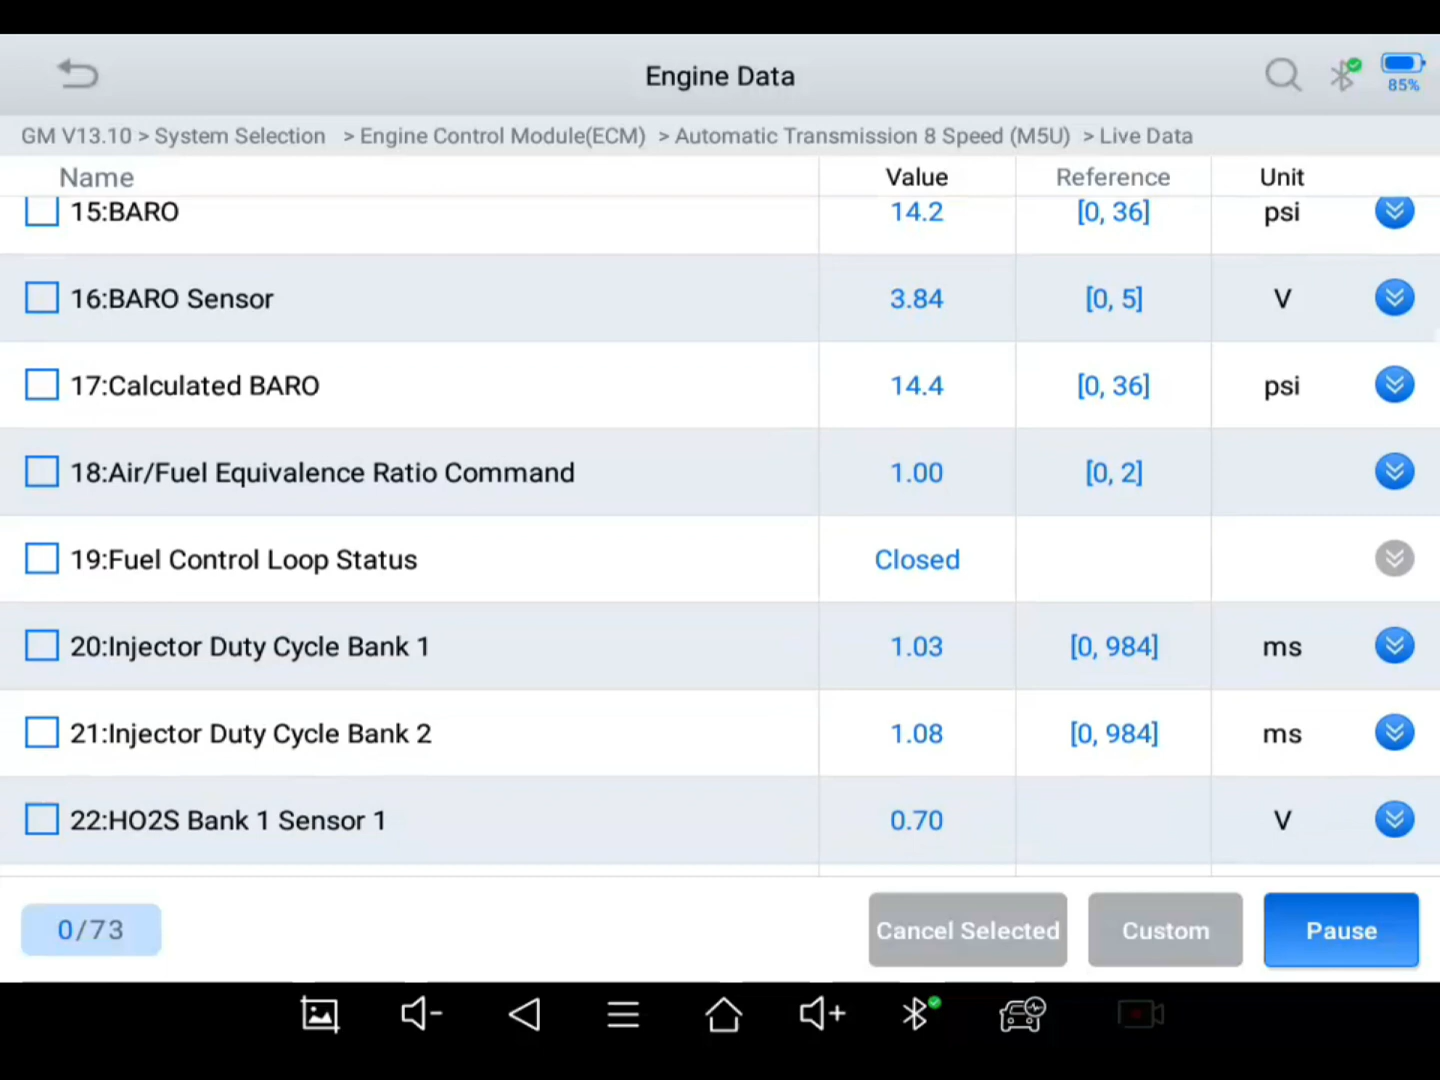 Engine Data
85%
GM V13.10 > System Selection > Engine Control Module(ECM) > Automatic Transmission 8 Speed (M5U) > Live Data
Name Value Reference Unit
15:BARO 14.2 [0, 36] psi
16:BARO Sensor 3.84 [0, 5] V
17:Calculated BARO 14.4 [0, 36] psi
18:Air/Fuel Equivalence Ratio Command 1.00 [0, 2]
19:Fuel Control Loop Status Closed
20:Injector Duty Cycle Bank 1 1.03 [0, 984] ms
21:Injector Duty Cycle Bank 2 1.08 [0, 984] ms
22:HO2S Bank 1 Sensor 1 0.70 V
0/73 Cancel Selected Custom Pause